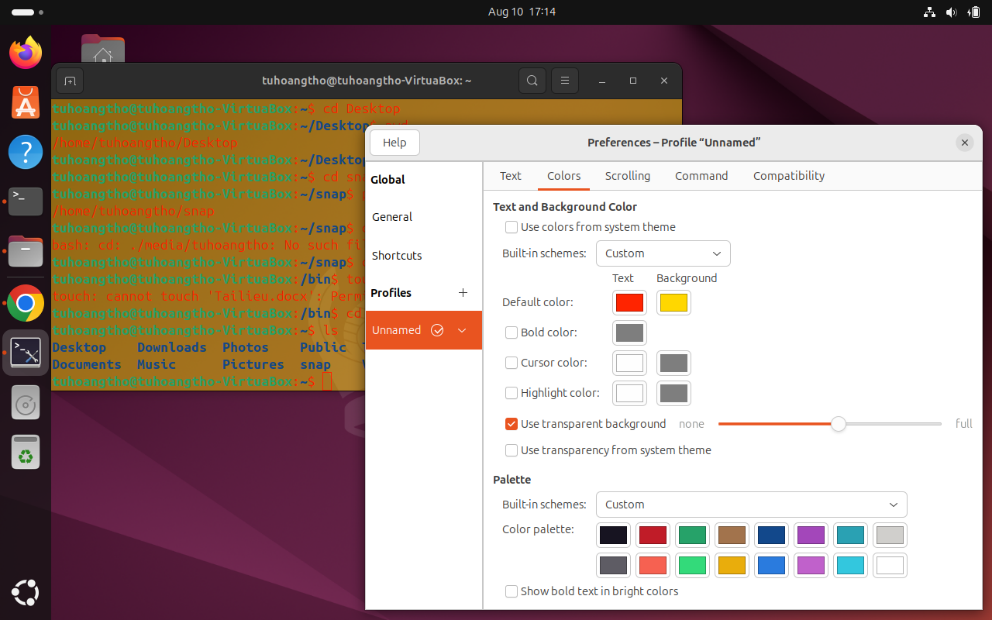 Aug 10 17:14
tuhoangtho@tuhoangtho-VirtuaBox: ~
tuhoangtho@tuhoangtho-VirtuaBox:~$ cd Desktop
tuhoangtho@tuhoangtho-VirtuaBox:~/Desktop
/home/tuhoangtho/Desktop
tuhoangtho@tuhoangtho-VirtuaBox:~/Desktop
tuhoangtho@tuhoangtho-VirtuaBox:~$ cd
tuhoangtho@tuhoangtho-VirtuaBox:~/snap$
/home/tuhoangtho/snap
tuhoangtho@tuhoangtho-VirtuaBox:~/snap$
bash: cd: ./media/tuhoangtho: No such
tuhoangtho@tuhoangtho-VirtuaBox:~/snap$
tuhoangtho@tuhoangtho-VirtuaBox:/bin$
touch: cannot touch 'Tailieu.docx':
tuhoangtho@tuhoangtho-VirtuaBox:/bin$ cd
tuhoangtho@tuhoangtho-VirtuaBox:~$ ls
Desktop Downloads Photos Public
Documents Music Pictures snap
tuhoangtho@tuhoangtho-VirtuaBox:~$
Help
Preferences – Profile “Unnamed”
Global
General
Shortcuts
Profiles
Unnamed
Text Colors Scrolling Command Compatibility
Text and Background Color
Use colors from system theme
Built-in schemes: Custom
Text Background
Default color:
Bold color:
Cursor color:
Highlight color:
Use transparent background none full
Use transparency from system theme
Palette
Built-in schemes: Custom
Color palette:
Show bold text in bright colors